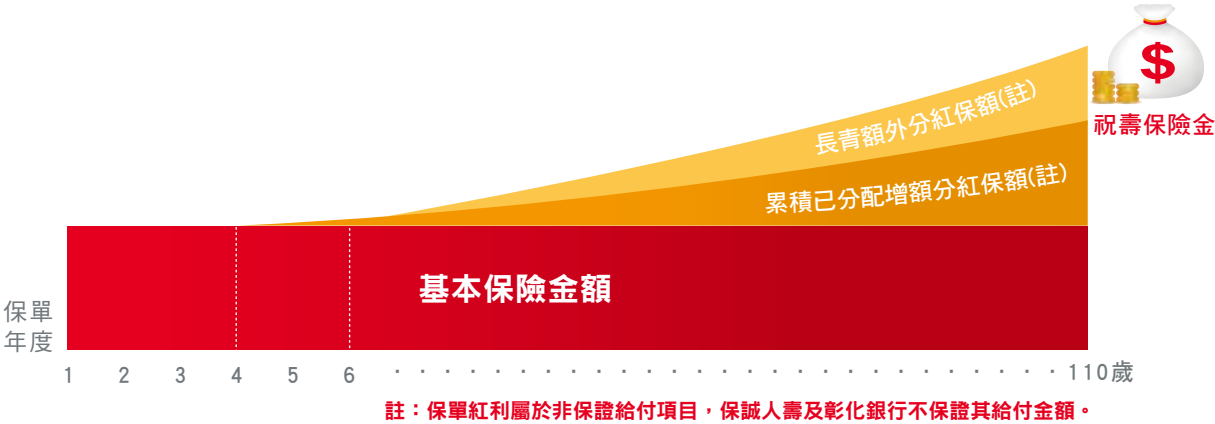 $
祝壽保險金
長青額外分紅保額(註)
累積已分配增額分紅保額(註)
基本保險金額
保單
年度
1 2 3 4 5 6 ・・・・・・・・・・・・・・・・・・・・・・・・・・・ 110歲
註：保單紅利屬於非保證給付項目，保誠人壽及彰化銀行不保證其給付金額。